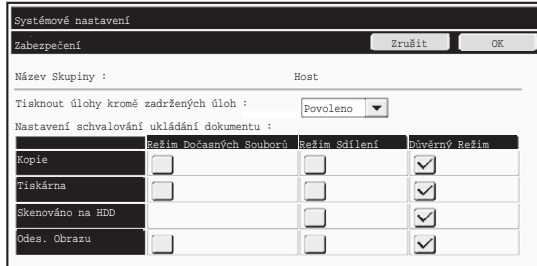 Systémové nastavení
Zabezpečení Zrušit OK
Název Skupiny : Host
Tisknout úlohy kromě zadržených úloh : Povoleno
Nastavení schvalování ukládání dokumentu :
Režim Dočasných Souborů Režim Sdílení Důvěrný Režim
Kopie
Tiskárna
Skenováno na HDD
Odes. Obrazu